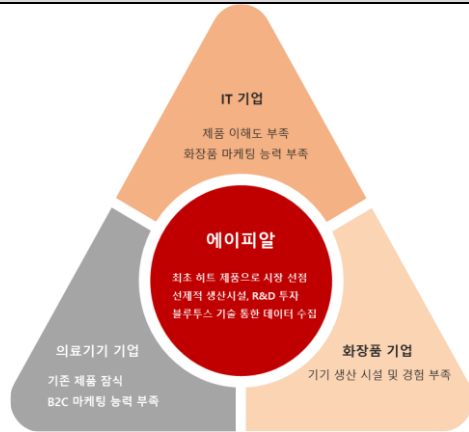 IT 기업
제품 이해도 부족
화장품 마케팅 능력 부족
에이피알
최초 히트 제품으로 시장 선점
선제적 생산시설, R&D 투자
블루투스 기술 통한 데이터 수집
의료기기 기업
기존 제품 잠식
B2C 마케팅 능력 부족
화장품 기업
기기 생산 시설 및 경험 부족